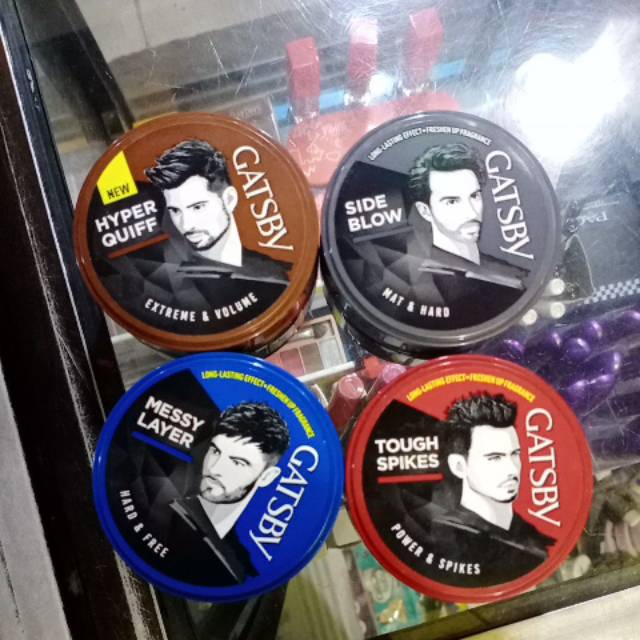 NEW
HYPER
QUIFF
GATSBY
EXTREME & VOLUME
LONG-LASTING EFFECT • FRESHEN UP FRAGRANCE
SIDE
BLOW
GATSBY
MAT & HARD
LONG-LASTING EFFECT • FRESHEN UP FRAGRANCE
MESSY
LAYER
GATSBY
HARD & FREE
LONG-LASTING EFFECT • FRESHEN UP FRAGRANCE
TOUGH
SPIKES
GATSBY
POWER & SPIKES